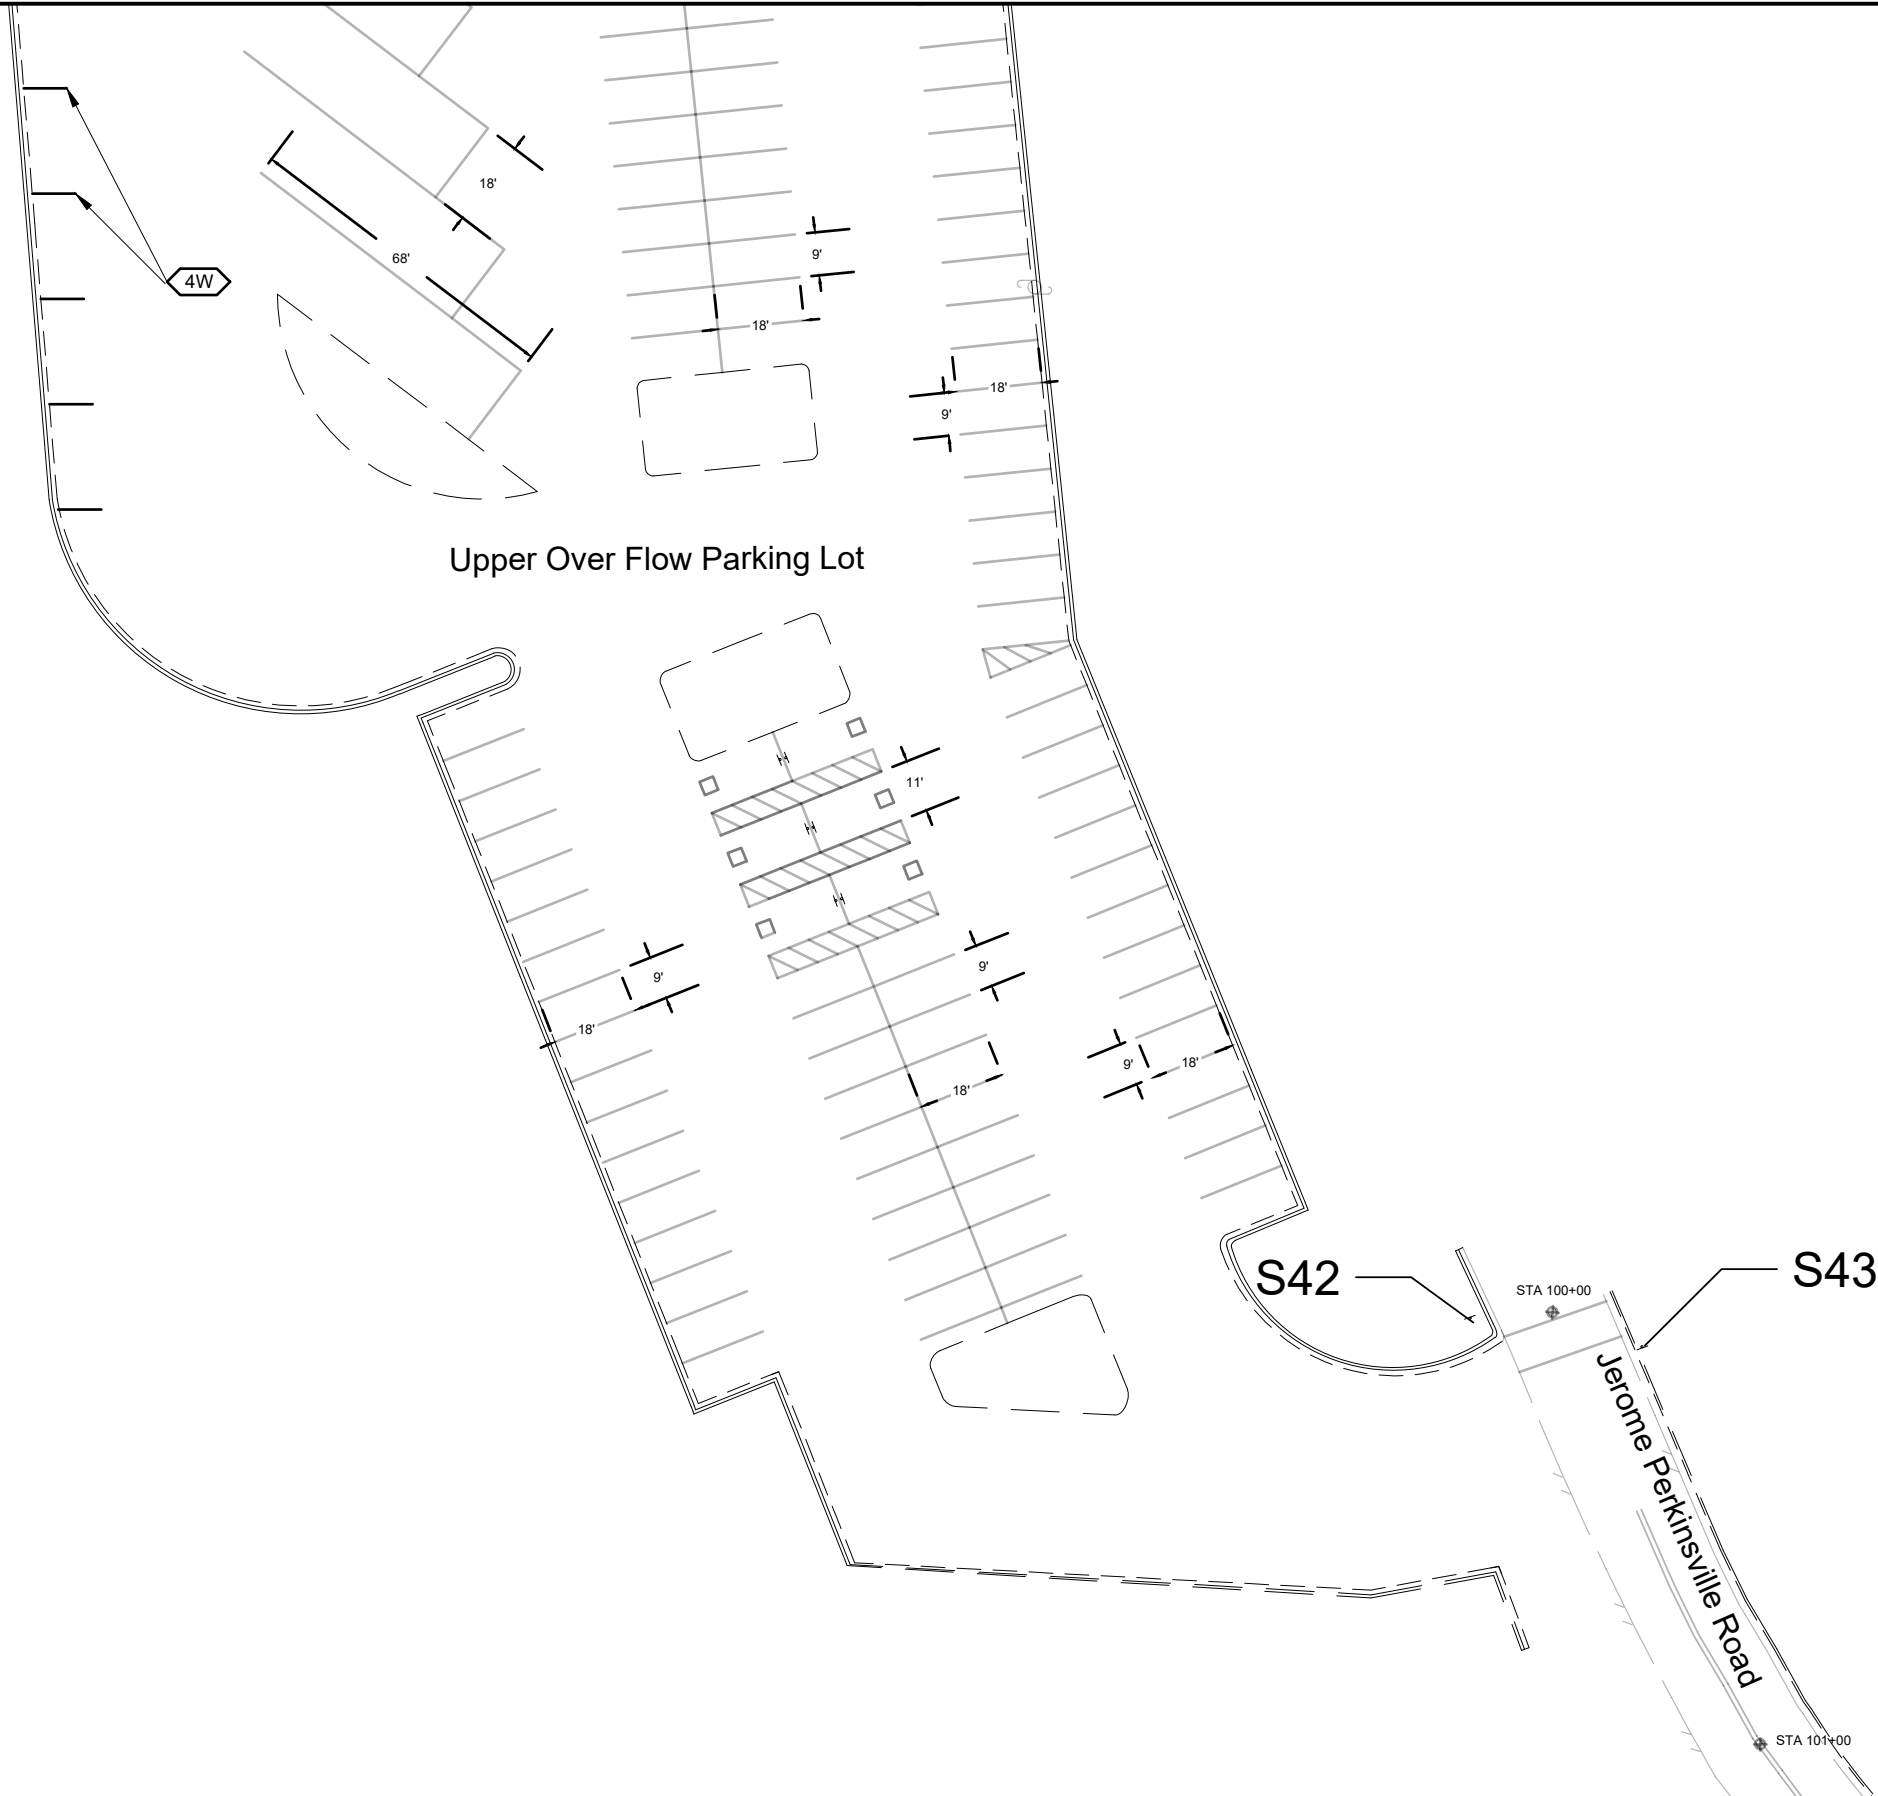 18'
68'
4W
9'
18'
18'
9'
Upper Over Flow Parking Lot
11'
9'
9'
18'
9'
18'
18'
S42
S43
STA 100+00
Jerome Perkinsville Road
STA 101+00